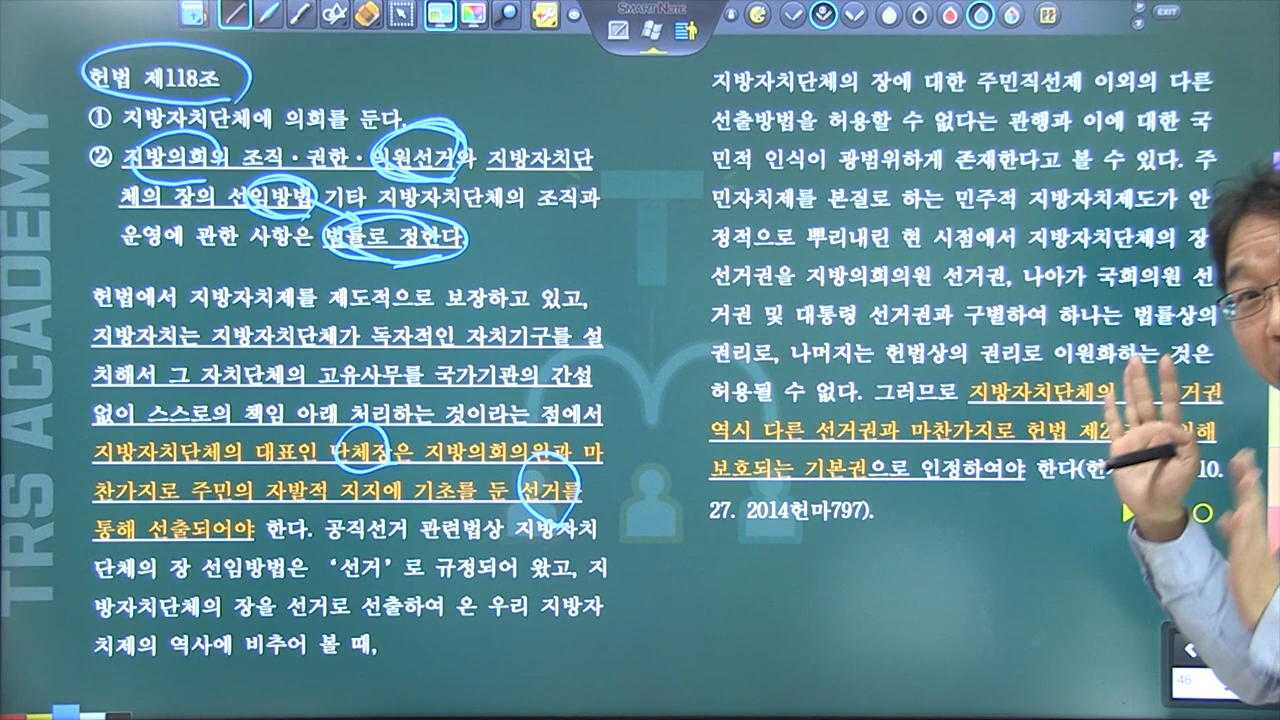 SMART NOTE
EXIT
TRS ACADEMY
헌법 제118조
① 지방자치단체에 의회를 둔다.
② 지방의회의 조직·권한·의원선거와 지방자치단
체의 장의 선임방법 기타 지방자치단체의 조직과
운영에 관한 사항은 법률로 정한다.
헌법에서 지방자치제를 제도적으로 보장하고 있고,
지방자치는 지방자치단체가 독자적인 자치기구를 설
치해서 그 자치단체의 고유사무를 국가기관의 간섭
없이 스스로의 책임 아래 처리하는 것이라는 점에서
지방자치단체의 대표인 단체장은 지방의회의원과 마
찬가지로 주민의 자발적 지지에 기초를 둔 선거를
통해 선출되어야 한다. 공직선거 관련법상 지방자치
단체의 장 선임방법은 ‘선거’로 규정되어 왔고, 지
방자치단체의 장을 선거로 선출하여 온 우리 지방자
치제의 역사에 비추어 볼 때,
지방자치단체의 장에 대한 주민직선제 이외의 다른
선출방법을 허용할 수 없다는 관행과 이에 대한 국
민적 인식이 광범위하게 존재한다고 볼 수 있다. 주
민자치제를 본질로 하는 민주적 지방자치제도가 안
정적으로 뿌리내린 현 시점에서 지방자치단체의 장
선거권을 지방의회의원 선거권, 나아가 국회의원 선
거권 및 대통령 선거권과 구별하여 하나는 법률상의
권리로, 나머지는 헌법상의 권리로 이원화하는 것은
허용될 수 없다. 그러므로 지방자치단체의 거권
역시 다른 선거권과 마찬가지로 헌법 제2 의해
보호되는 기본권으로 인정하여야 한다(헌 10.
27. 2014헌마797).
46